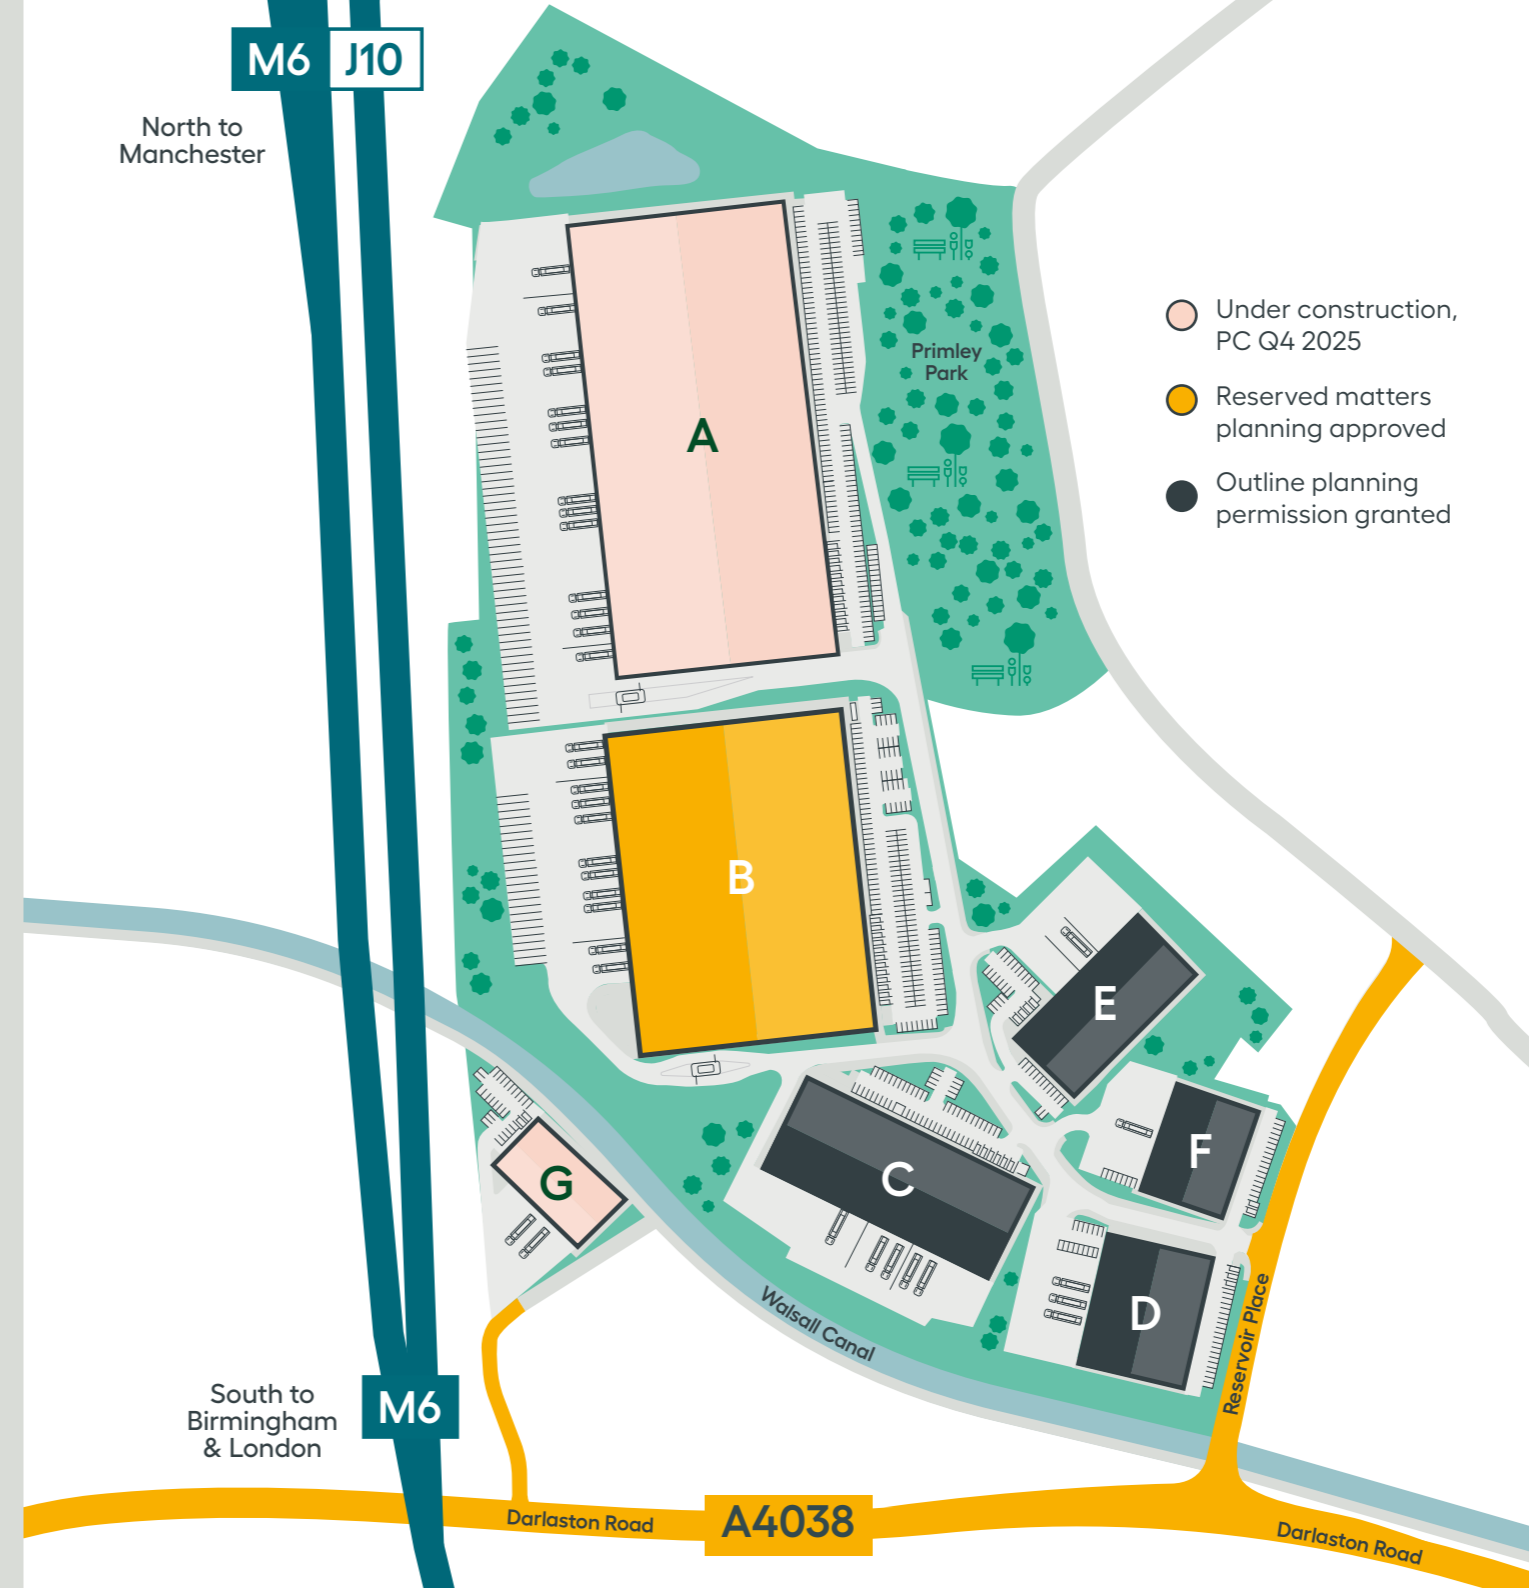 M6 J10
North to
Manchester
Under construction,
PC Q4 2025
Reserved matters
planning approved
Outline planning
permission granted
Primley
Park
A
B
E
F
C
G
D
Walsall Canal
Reservoir Place
South to
Birmingham
& London
M6
Darlaston Road
A4038
Darlaston Road